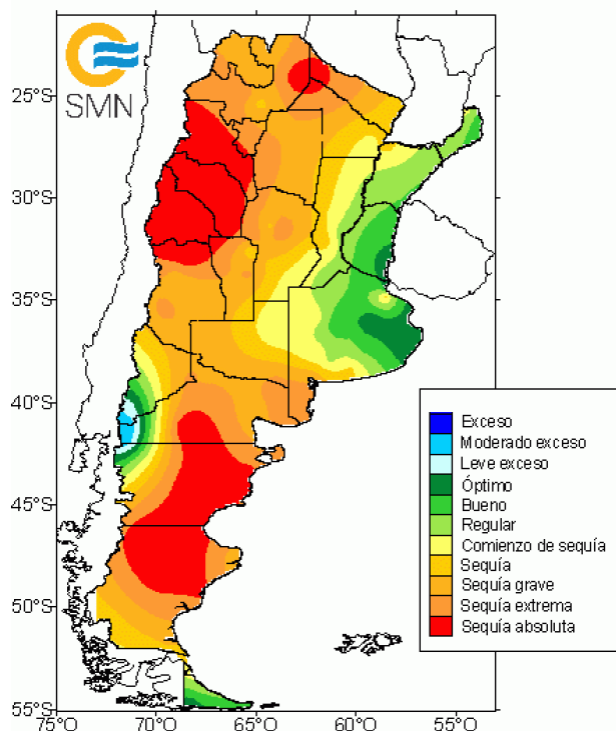 SMN
25°S
30°S
35°S
40°S
45°S
50°S
55°S
75°O 70°O 65°O 60°O 55°O
Exceso
Moderado exceso
Leve exceso
Óptimo
Bueno
Regular
Comienzo de sequía
Sequía
Sequía grave
Sequía extrema
Sequía absoluta